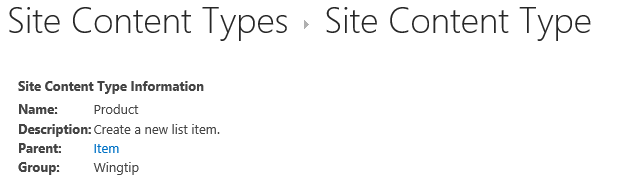 Site Content Types ▸ Site Content Type
Site Content Type Information
Name: Product
Description: Create a new list item.
Parent: Item
Group: Wingtip